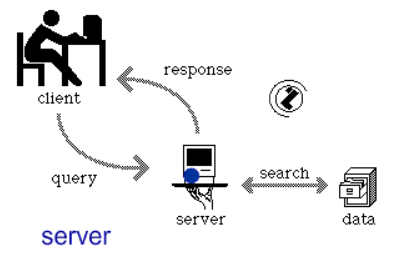 response
client
query
search
server
data
server